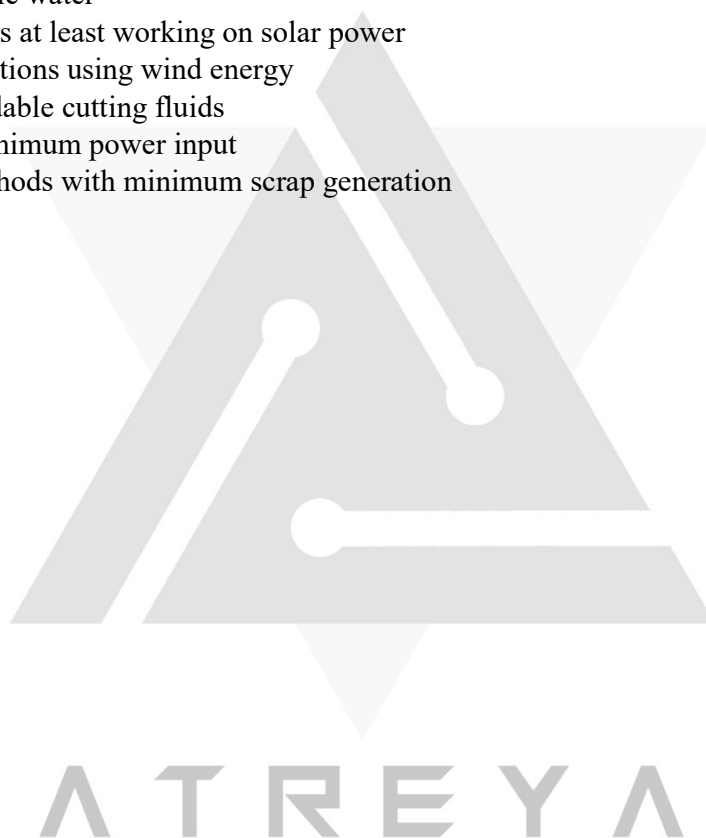 water
s at least working on solar power
tions using wind energy
dable cutting fluids
nimum power input
hods with minimum scrap generation
ATREYA